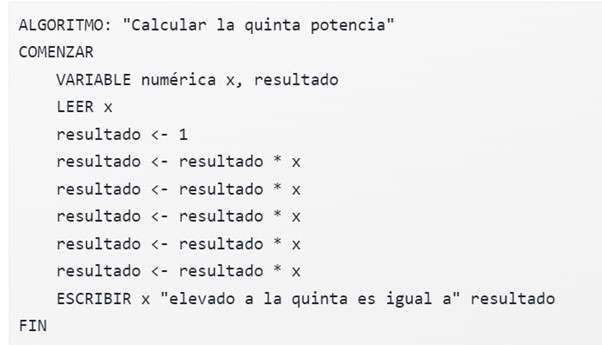 ALGORITMO: "Calcular la quinta potencia"
COMENZAR
    VARIABLE numérica x, resultado
    LEER x
    resultado <- 1
    resultado <- resultado * x
    resultado <- resultado * x
    resultado <- resultado * x
    resultado <- resultado * x
    resultado <- resultado * x
    ESCRIBIR x "elevado a la quinta es igual a" resultado
FIN